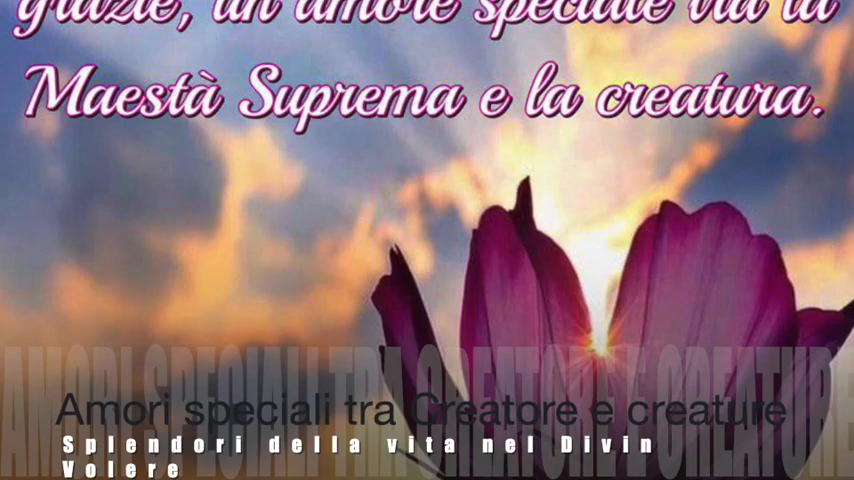 grazie, un amore speciale via la
Maestà Suprema e la creatura.
AMORI SPECIALI TRA CREATORE E CREATURE
Amori speciali tra Creatore e creature
Splendori della vita nel Divin
Volere